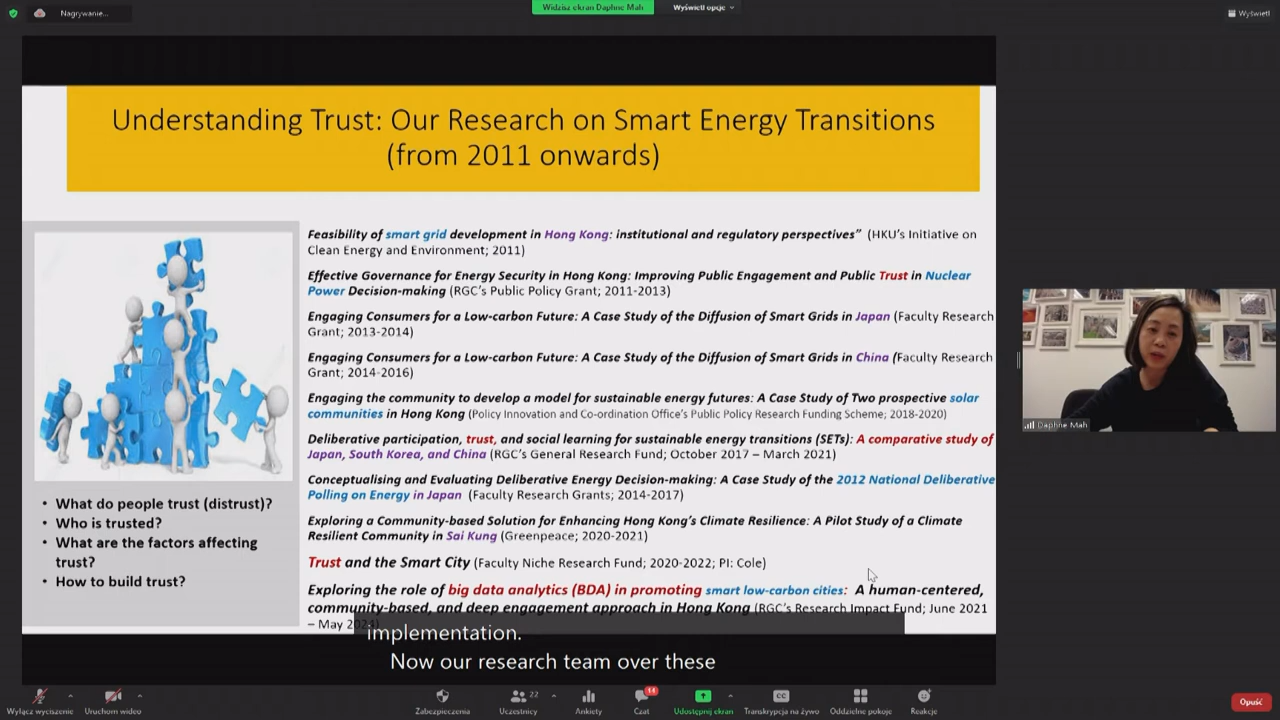 Nagrywanie...
Widzisz ekran Daphne Mah
Wyświetl opcje
Wyświetl
Understanding Trust: Our Research on Smart Energy Transitions
(from 2011 onwards)
Feasibility of smart grid development in Hong Kong: institutional and regulatory perspectives” (HKU’s Initiative on
Clean Energy and Environment; 2011)
Effective Governance for Energy Security in Hong Kong: Improving Public Engagement and Public Trust in Nuclear
Power Decision-making (RGC’s Public Policy Grant; 2011-2013)
Engaging Consumers for a Low-carbon Future: A Case Study of the Diffusion of Smart Grids in Japan (Faculty Research
Grant; 2013-2014)
Engaging Consumers for a Low-carbon Future: A Case Study of the Diffusion of Smart Grids in China (Faculty Research
Grant; 2014-2016)
Engaging the community to develop a model for sustainable energy futures: A Case Study of Two prospective solar
communities in Hong Kong (Policy Innovation and Co-ordination Office’s Public Policy Research Funding Scheme; 2018-2020)
Deliberative participation, trust, and social learning for sustainable energy transitions (SETs): A comparative study of
Japan, South Korea, and China (RGC’s General Research Fund; October 2017 – March 2021)
Conceptualising and Evaluating Deliberative Energy Decision-making: A Case Study of the 2012 National Deliberative
Polling on Energy in Japan (Faculty Research Grants; 2014-2017)
Exploring a Community-based Solution for Enhancing Hong Kong’s Climate Resilience: A Pilot Study of a Climate
Resilient Community in Sai Kung (Greenpeace; 2020-2021)
Trust and the Smart City (Faculty Niche Research Fund; 2020-2022; PI: Cole)
Exploring the role of big data analytics (BDA) in promoting smart low-carbon cities: A human-centered,
community-based, and deep engagement approach in Hong Kong (RGC’s Research Impact Fund; June 2021
– May
• What do people trust (distrust)?
• Who is trusted?
• What are the factors affecting
trust?
• How to build trust?
implementation.
Now our research team over these
Daphne Mah
Wyłącz wyciszenie
Uruchom wideo
Zabezpieczenia
22
Uczestnicy
Ankiety
14
Czat
Udostępnij ekran
CC
Transkrypcja na żywo
Oddzielne pokoje
Reakcje
Opuść